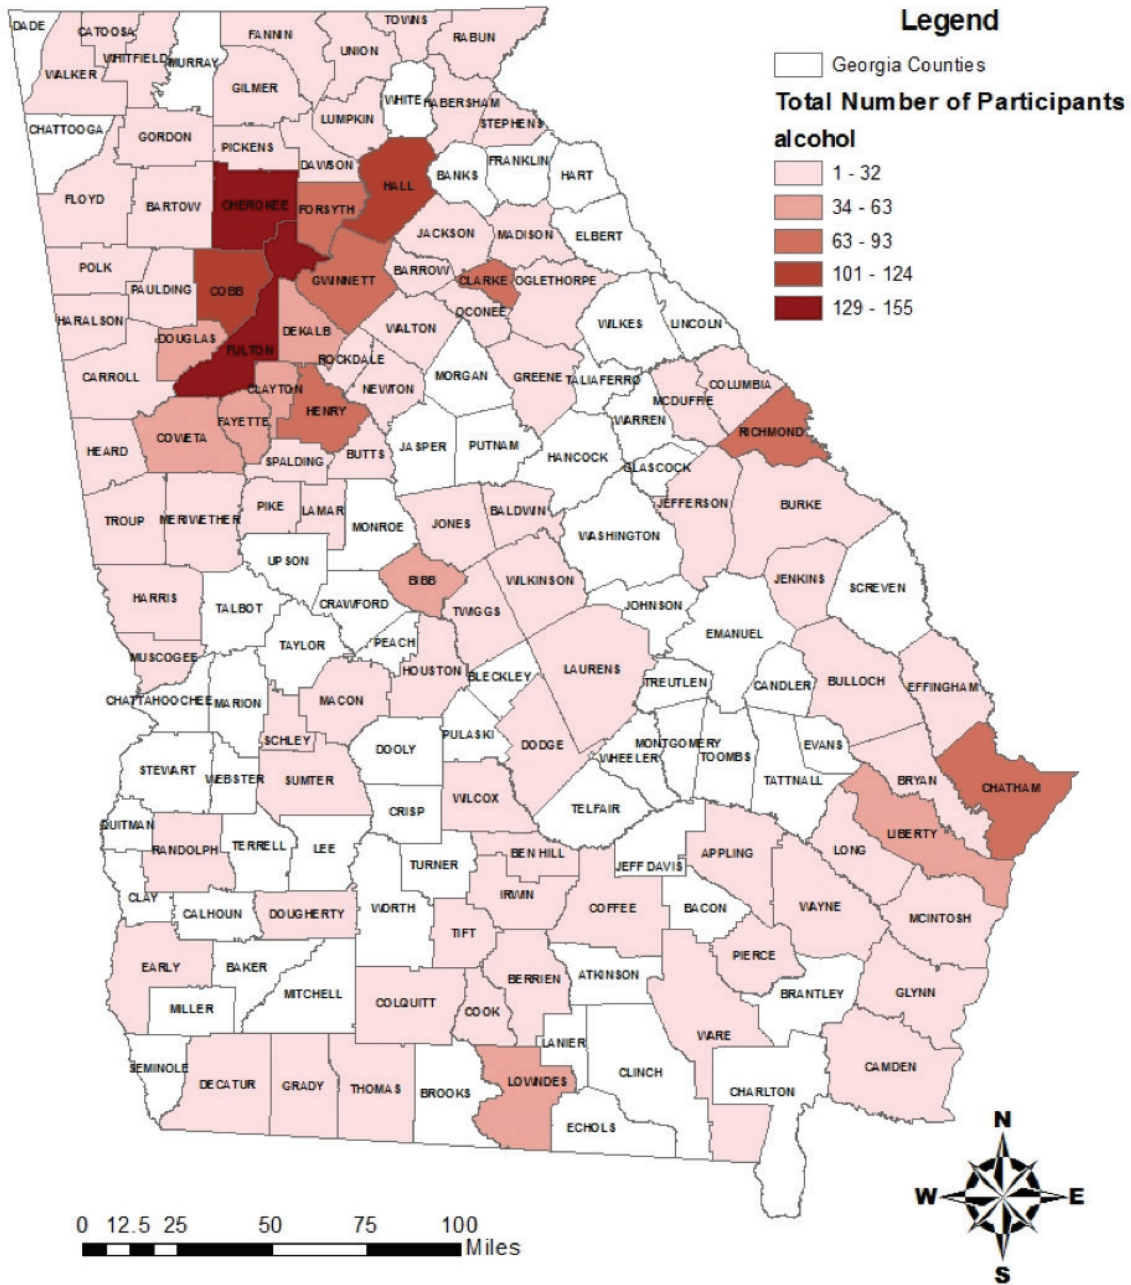 Legend
Georgia Counties
Total Number of Participants
alcohol
1 - 32
34 - 63
63 - 93
101 - 124
129 - 155
DADE
CATOOSA
WHITFIELD
MURRAY
WALKER
FANNIN
UNION
TOWNS
RABUN
GILMER
WHITE
HABERSHAM
LUMPKIN
STEPHENS
CHATTOOGA
GORDON
PICKENS
DAWSON
HALL
BANKS
FRANKLIN
HART
FLOYD
BARTOW
CHEROKEE
FORSYTH
JACKSON
MADISON
ELBERT
POLK
PAULDING
COBB
GWINNETT
BARROW
CLARKE
OGLETHORPE
OCONEE
HARALSON
DOUGLAS
FULTON
DEKALB
WALTON
WILKES
LINCOLN
ROCKDALE
CARROLL
CLAYTON
NEWTON
MORGAN
GREENE
TALIAFERRO
MCDUFFIE
COLUMBIA
HEARD
COWETA
FAYETTE
HENRY
BUTTS
JASPER
PUTNAM
HANCOCK
WARREN
RICHMOND
SPALDING
GLASCOCK
TROUP
MERIWETHER
PIKE
LAMAR
MONROE
JONES
BALDWIN
WASHINGTON
JEFFERSON
BURKE
UPSON
BIBB
WILKINSON
JENKINS
SCREVEN
HARRIS
TALBOT
CRAWFORD
TWIGGS
JOHNSON
EMANUEL
TAYLOR
PEACH
MUSCOGEE
HOUSTON
BLECKLEY
LAURENS
TREUTLEN
CANDLER
BULLOCH
EFFINGHAM
CHATTAHOOCHEE
MARION
MACON
SCHLEY
DOOLY
PULASKI
DODGE
WHEELER
MONTGOMERY
TOOMBS
EVANS
TATTNALL
BRYAN
CHATHAM
STEWART
WEBSTER
SUMTER
CRISP
WILCOX
TELFAIR
LIBERTY
QUITMAN
RANDOLPH
TERRELL
LEE
TURNER
BEN HILL
JEFF DAVIS
APPLING
LONG
CLAY
CALHOUN
DOUGHERTY
WORTH
IRWIN
COFFEE
BACON
WAYNE
MCINTOSH
TIFT
EARLY
BAKER
MITCHELL
BERRIEN
ATKINSON
PIERCE
BRANTLEY
GLYNN
MILLER
COLQUITT
COOK
WARE
SEMINOLE
DECATUR
GRADY
THOMAS
BROOKS
LOWNDES
LANIER
CLINCH
CHARLTON
CAMDEN
ECHOLS
N
W E
S
0 12.5 25 50 75 100
Miles